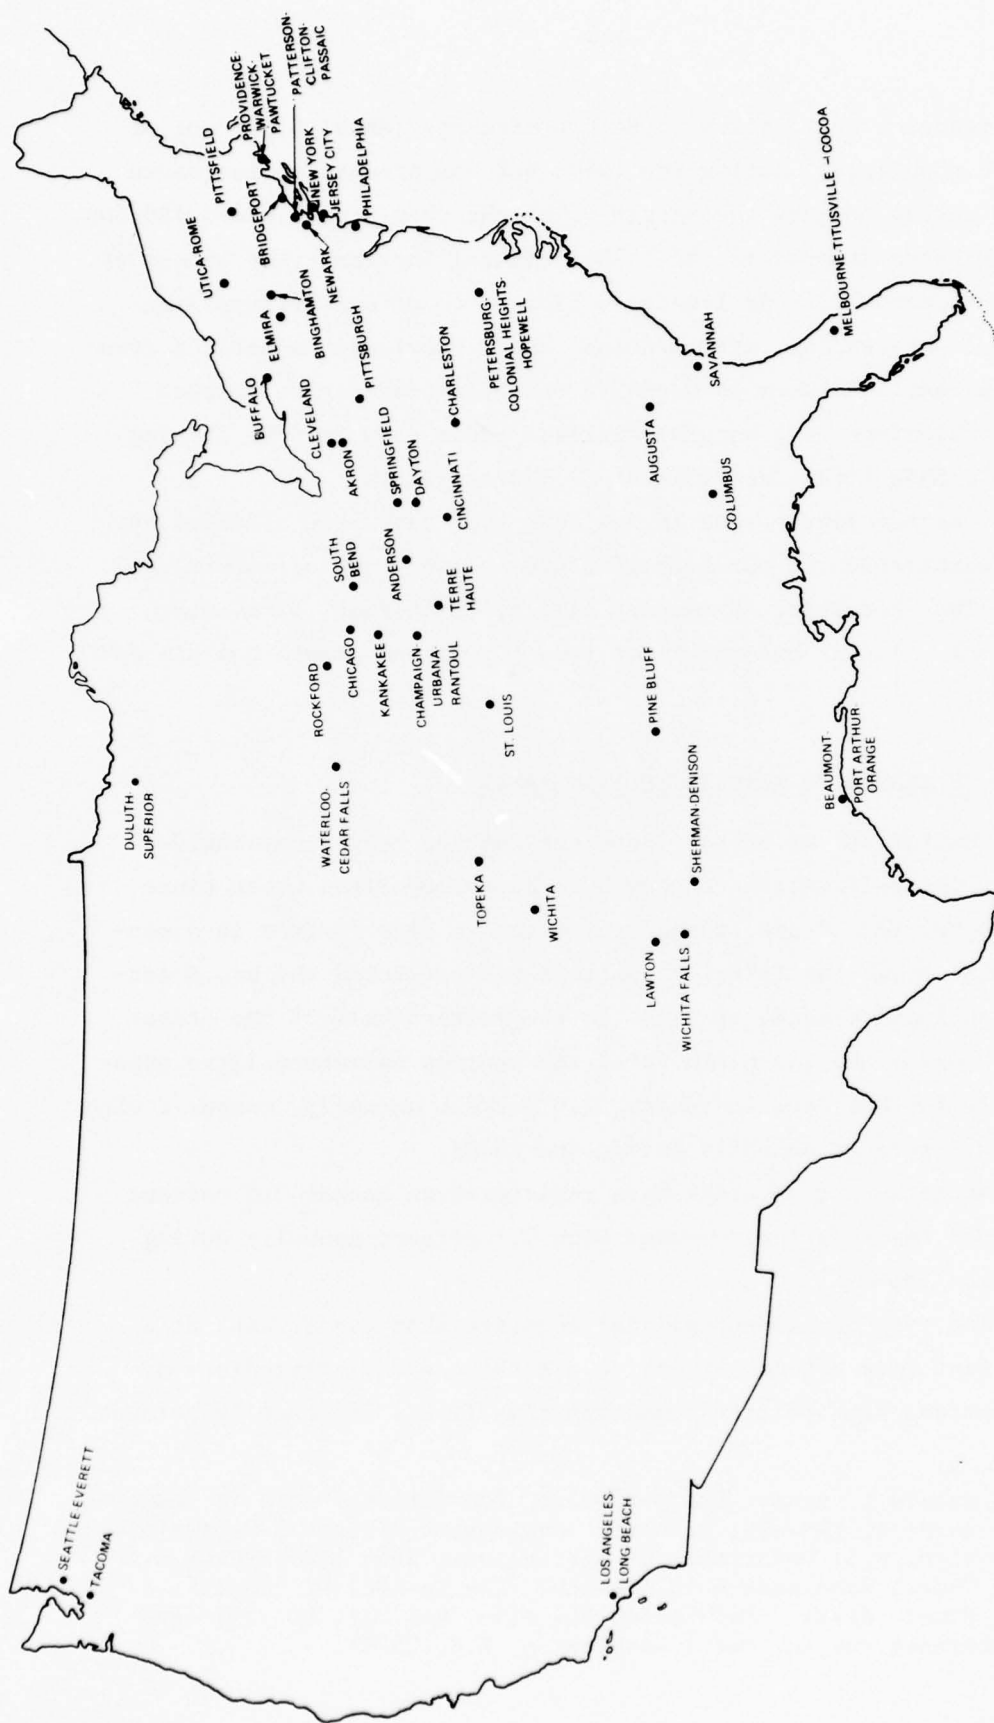 SEATTLE EVERETT
TACOMA
LOS ANGELES
LONG BEACH
DULUTH
SUPERIOR
WATERLOO-
CEDAR FALLS
ROCKFORD
CHICAGO
KANKAKEE
CHAMPAIGN
URBANA-
RANTOUL
SOUTH
BEND
ANDERSON
TERRE
HAUTE
SPRINGFIELD
DAYTON
CINCINNATI
CLEVELAND
AKRON
PITTSBURGH
CHARLESTON
BUFFALO
ELMIRA
BINGHAMTON
UTICA-ROME
PITTSFIELD
BRIDGEPORT
NEWARK
PROVIDENCE-
WARWICK-
PAWTUCKET
PATTERSON-
CLIFTON-
PASSAIC
NEW YORK
JERSEY CITY
PHILADELPHIA
PETERSBURG-
COLONIAL HEIGHTS-
HOPEWELL
ST. LOUIS
TOPEKA
WICHITA
LAWTON
WICHITA FALLS
SHERMAN-DENISON
PINE BLUFF
BEAUMONT-
PORT ARTHUR
ORANGE
AUGUSTA
COLUMBUS
SAVANNAH
MELBOURNE-TITUSVILLE-COCOA